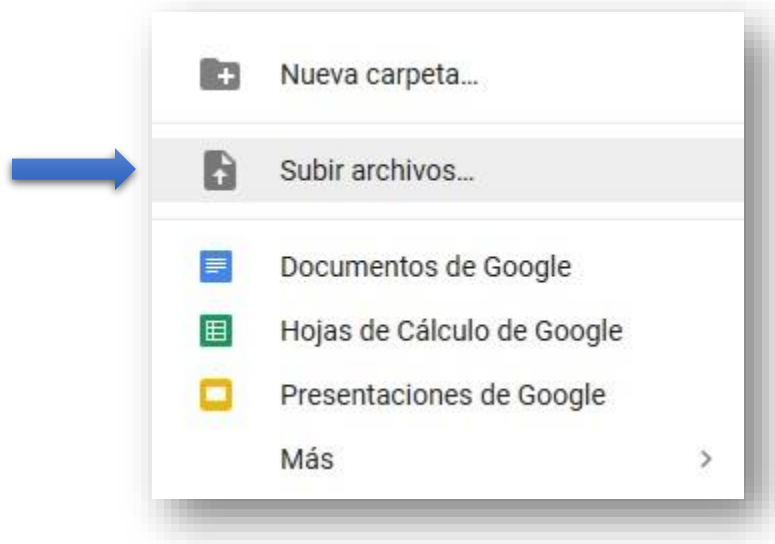 Nueva carpeta...
Subir archivos...
Documentos de Google
Hojas de Cálculo de Google
Presentaciones de Google
Más